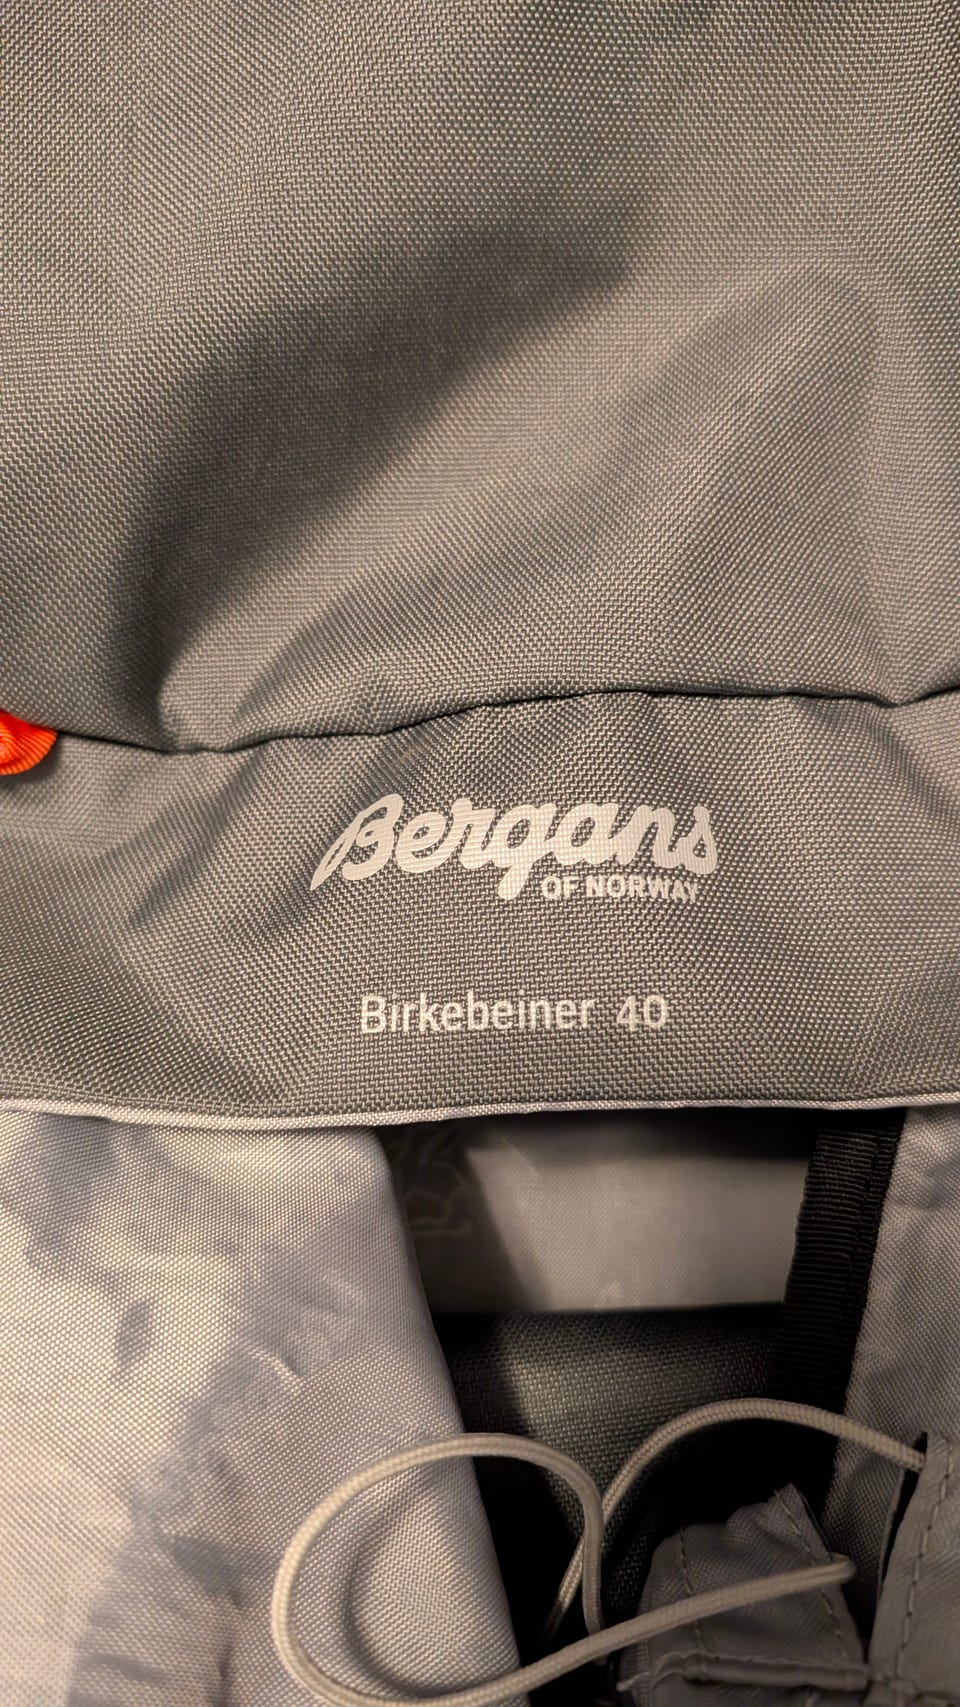 Bergans
OF NORWAY
Birkebeiner 40